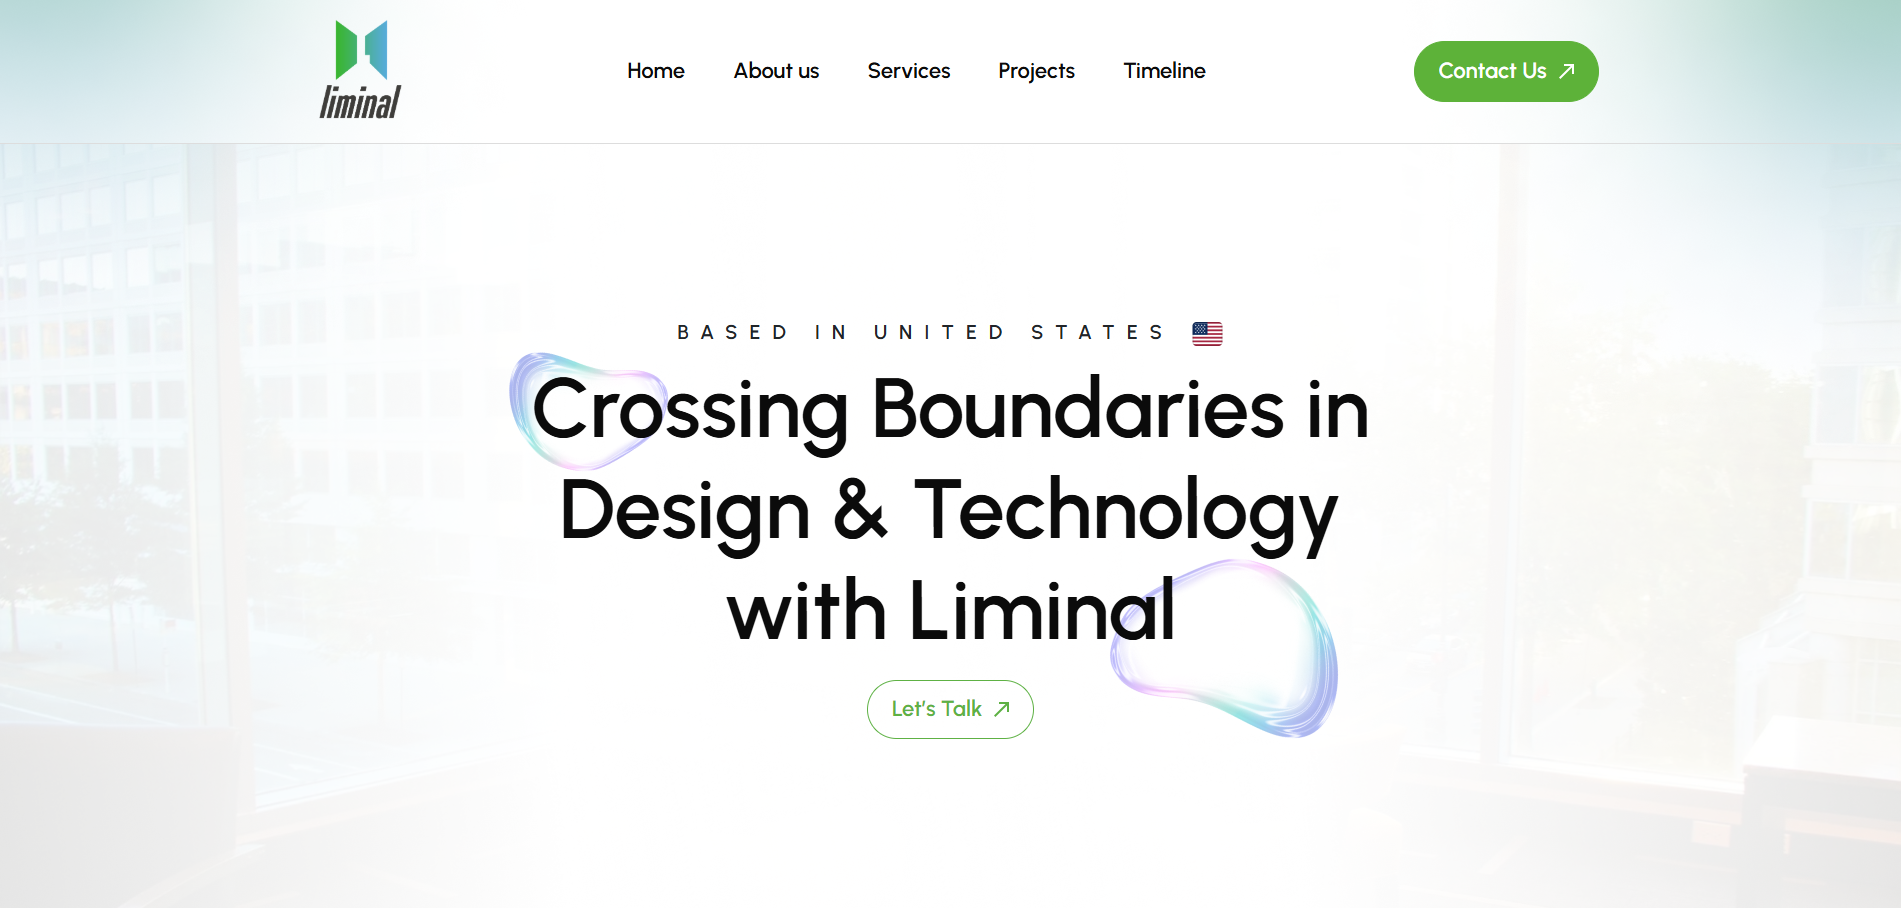 liminal
Home
About us
Services
Projects
Timeline
Contact Us
BASED IN UNITED STATES
Crossing Boundaries in
Design & Technology
with Liminal
Let's Talk